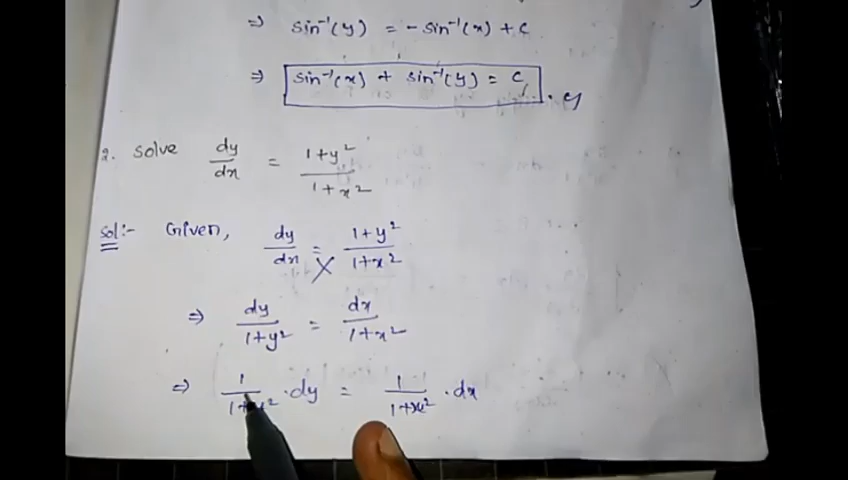 ⇒ sin⁻¹(y) = -sin⁻¹(x) + c
⇒ sin⁻¹(x) + sin⁻¹(y) = c
2. Solve dy/dx = 1+y²/1+x²
Sol:- Given, dy/dx = 1+y²/1+x²
⇒ dy/1+y² = dx/1+x²
⇒ 1/1+y² · dy = 1/1+x² · dx